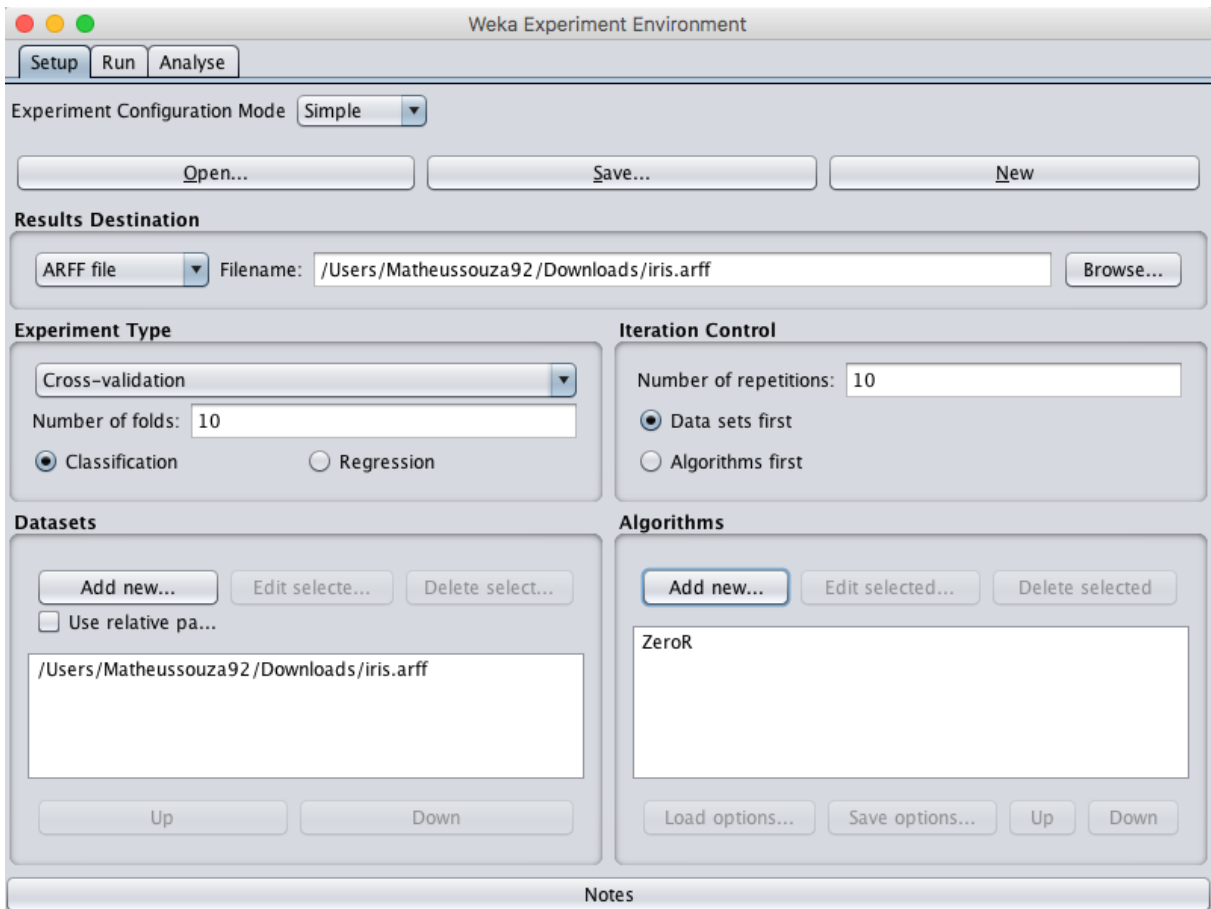 Weka Experiment Environment
Setup Run Analyse
Experiment Configuration Mode Simple
Open... Save... New
Results Destination
ARFF file Filename: /Users/Matheussouza92/Downloads/iris.arff Browse...
Experiment Type
Cross-validation
Number of folds: 10
Classification Regression
Iteration Control
Number of repetitions: 10
Data sets first
Algorithms first
Datasets
Add new... Edit selecte... Delete select...
Use relative pa...
/Users/Matheussouza92/Downloads/iris.arff
Up Down
Algorithms
Add new... Edit selected... Delete selected
ZeroR
Load options... Save options... Up Down
Notes